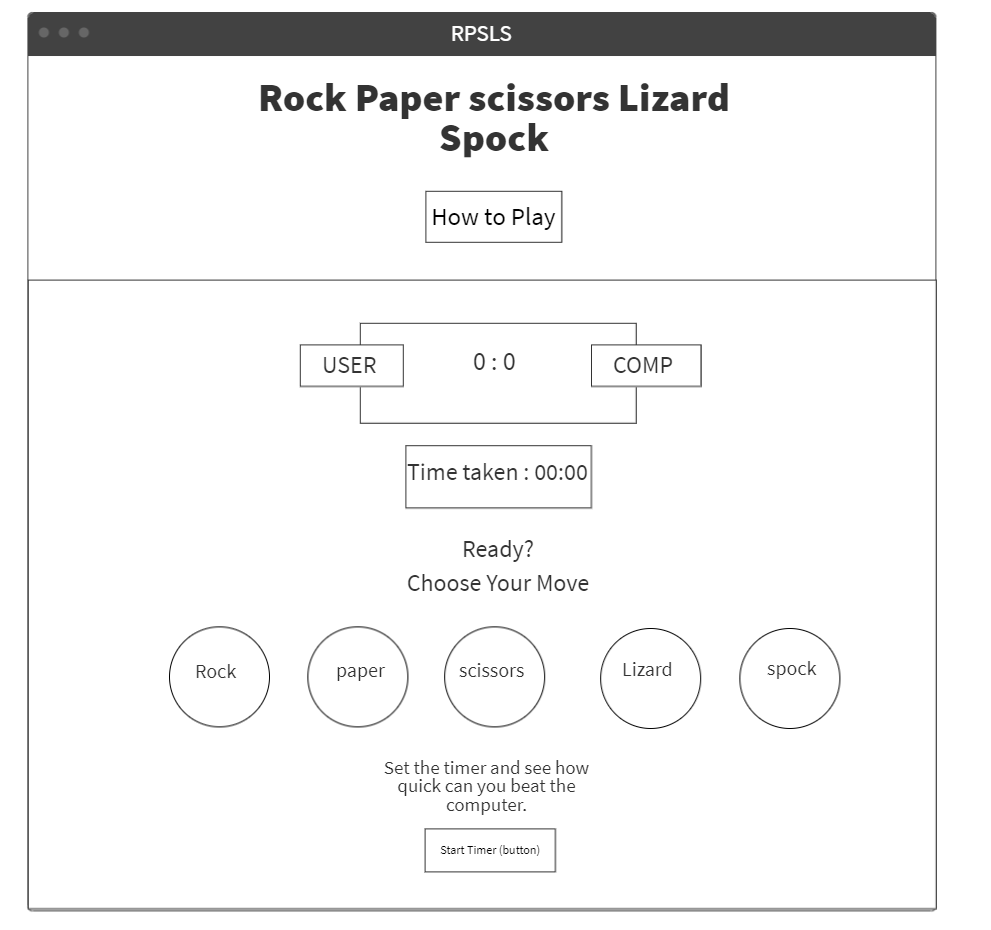 RPSLS
Rock Paper scissors Lizard
Spock
How to Play
USER
0 : 0
COMP
Time taken : 00:00
Ready?
Choose Your Move
Rock
paper
scissors
Lizard
spock
Set the timer and see how
quick can you beat the
computer.
Start Timer (button)